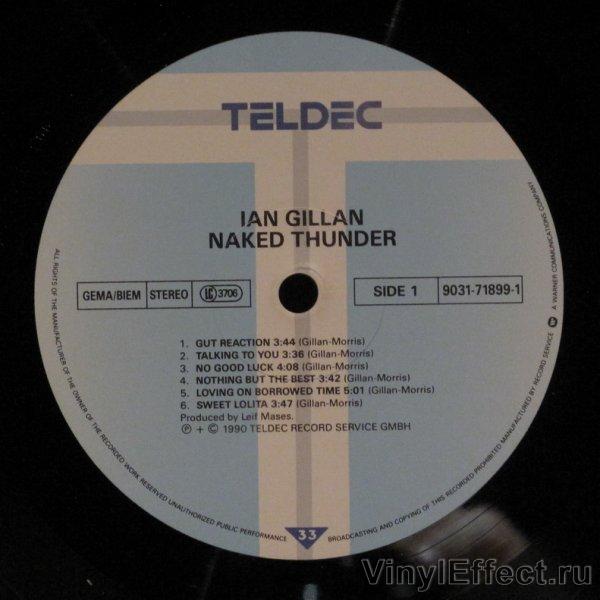 TELDEC
IAN GILLAN
NAKED THUNDER
GEMA/BIEM STEREO LC 3706
SIDE 1 9031-71899-1
1. GUT REACTION 3:44 (Gillan-Morris)
2. TALKING TO YOU 3:36 (Gillan-Morris)
3. NO GOOD LUCK 4:08 (Gillan-Morris)
4. NOTHING BUT THE BEST 3:42 (Gillan-Morris)
5. LOVING ON BORROWED TIME 5:01 (Gillan-Morris)
6. SWEET LOLITA 3:47 (Gillan-Morris)
Produced by Leif Mases.
Ⓟ + © 1990 TELDEC RECORD SERVICE GMBH
ALL RIGHTS OF THE MANUFACTURER OF THE OWNER OF THE RECORDED WORK RESERVED UNAUTHORIZED PUBLIC PERFORMANCE BROADCASTING AND COPYING OF THIS RECORD PROHIBITED MANUFACTURED BY RECORD SERVICE A WARNER COMMUNICATIONS COMPANY
33
VinylEffect.ru